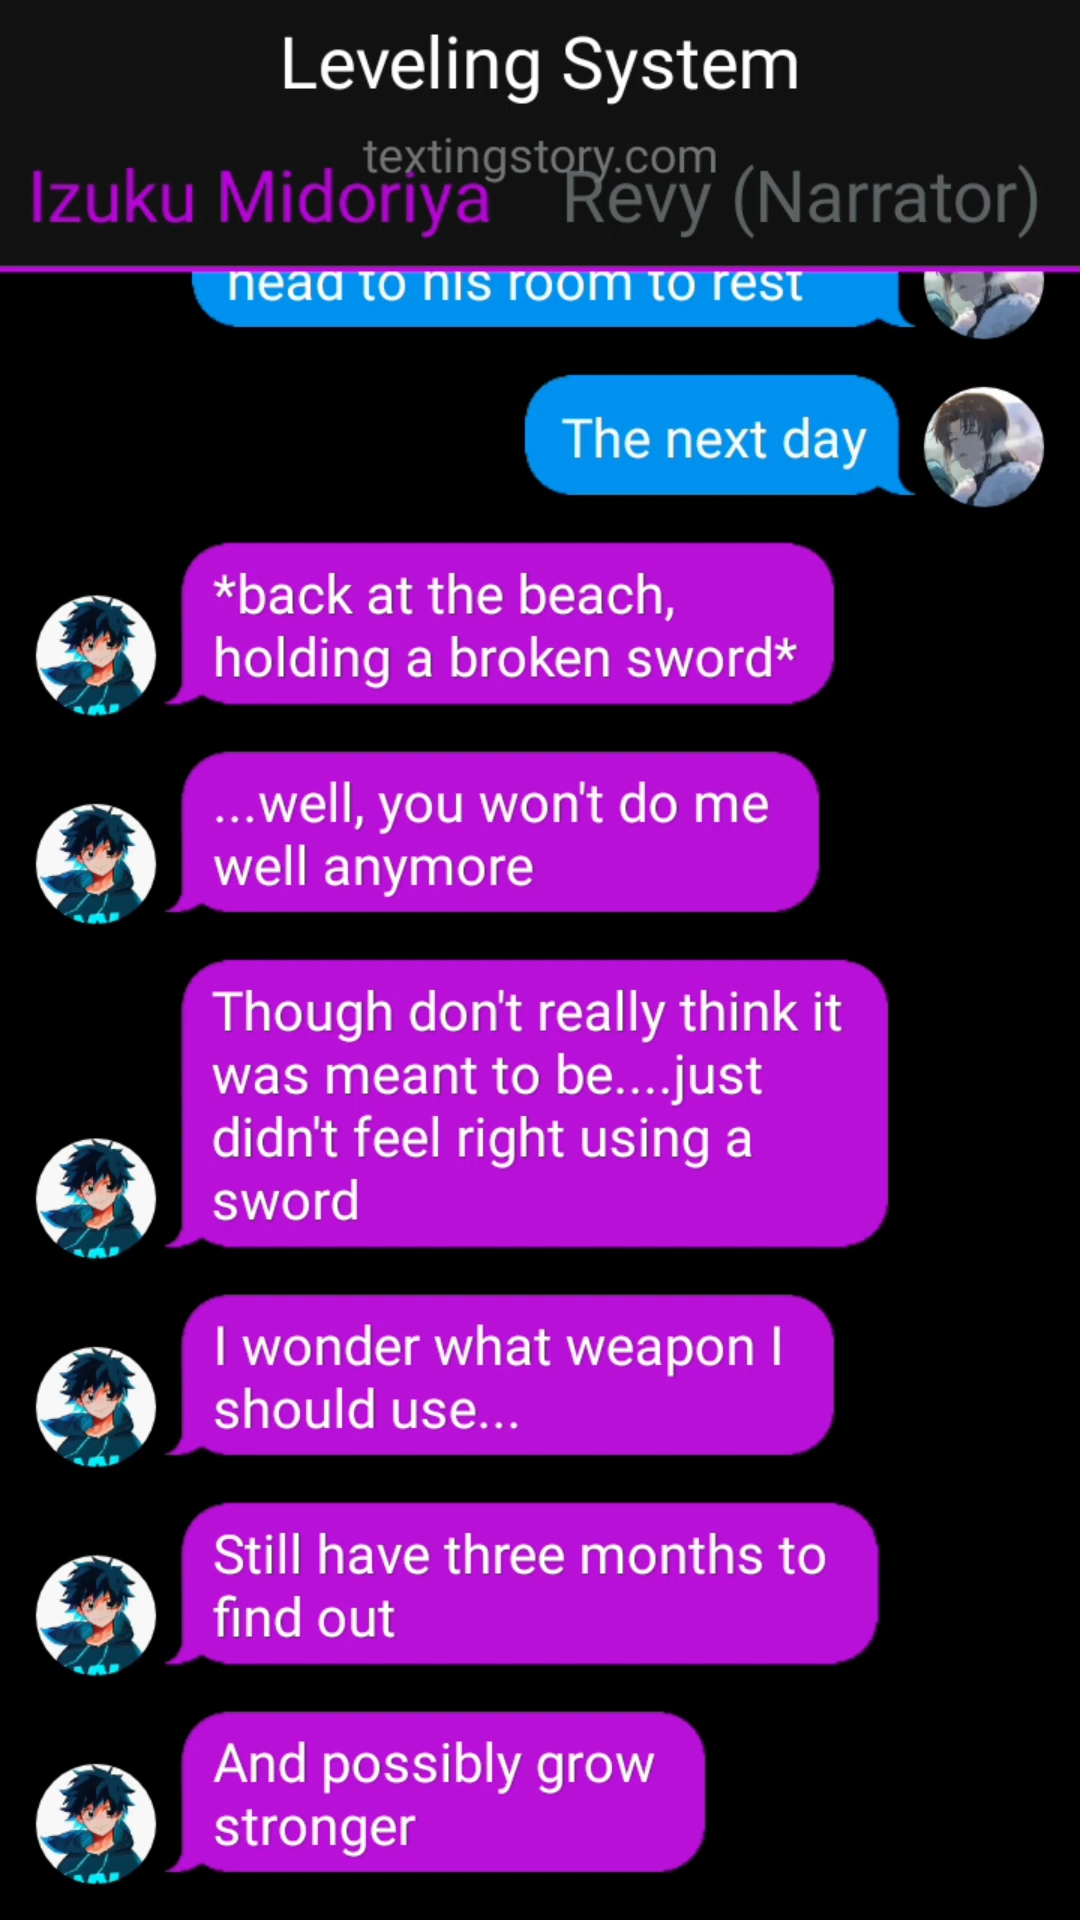 Leveling System
textingstory.com
Izuku Midoriya Revy (Narrator)
head to his room to rest
The next day
*back at the beach,
holding a broken sword*
...well, you won't do me
well anymore
Though don't really think it
was meant to be....just
didn't feel right using a
sword
I wonder what weapon I
should use...
Still have three months to
find out
And possibly grow
stronger